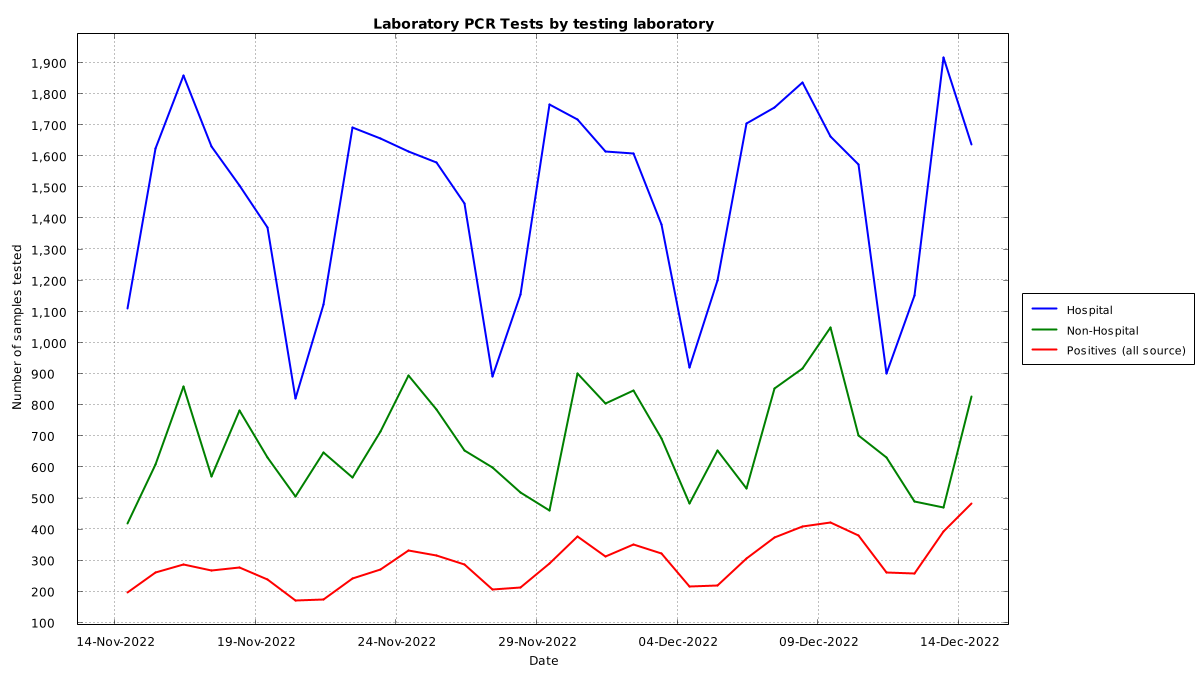 Laboratory PCR Tests by testing laboratory
Number of samples tested
1,900
1,800
1,700
1,600
1,500
1,400
1,300
1,200
1,100
1,000
900
800
700
600
500
400
300
200
100
14-Nov-2022 19-Nov-2022 24-Nov-2022 29-Nov-2022 04-Dec-2022 09-Dec-2022 14-Dec-2022
Date
Hospital
Non-Hospital
Positives (all source)